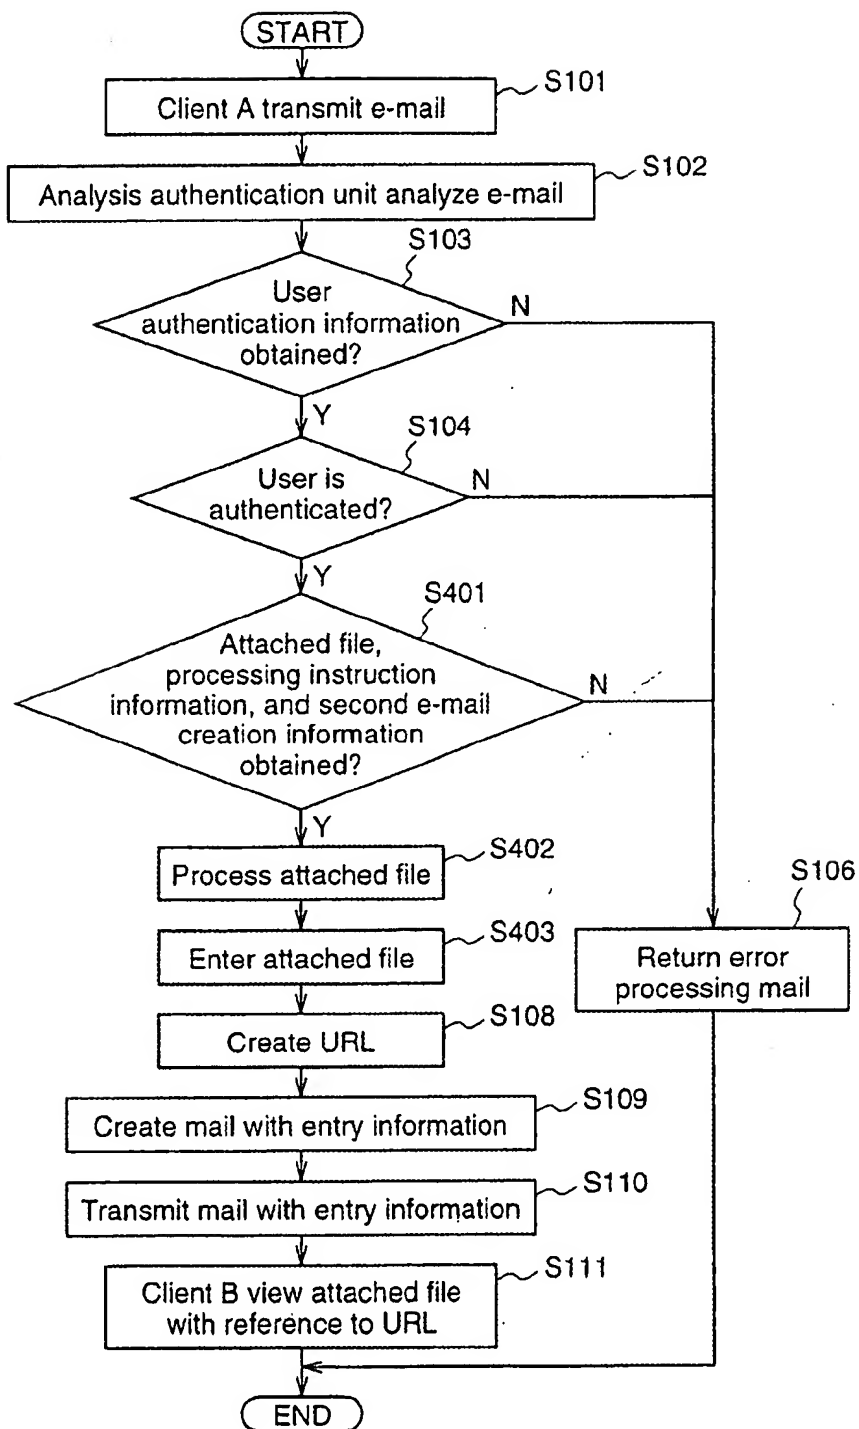 START
S101
Client A transmit e-mail
S102
Analysis authentication unit analyze e-mail
S103
User
authentication information
obtained?
N
Y
S104
User is
authenticated?
N
Y
S401
Attached file,
processing instruction
information, and second e-mail
creation information
obtained?
N
Y
S402
Process attached file
S403
Enter attached file
S106
Return error
processing mail
S108
Create URL
S109
Create mail with entry information
S110
Transmit mail with entry information
S111
Client B view attached file
with reference to URL
END